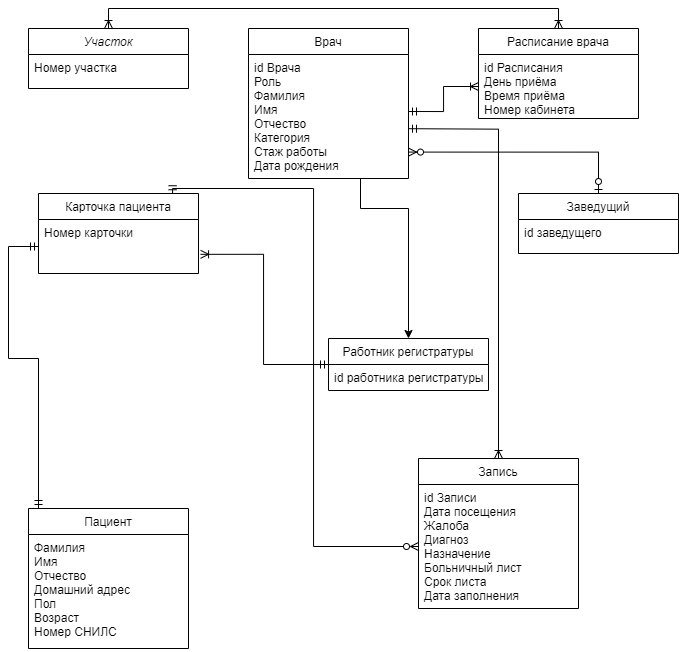 Участок
Номер участка
Врач
id Врача
Роль
Фамилия
Имя
Отчество
Категория
Стаж работы
Дата рождения
Расписание врача
id Расписания
День приёма
Время приёма
Номер кабинета
Карточка пациента
Номер карточки
Заведущий
id заведущего
Работник регистратуры
id работника регистратуры
Запись
id Записи
Дата посещения
Жалоба
Диагноз
Назначение
Больничный лист
Срок листа
Дата заполнения
Пациент
Фамилия
Имя
Отчество
Домашний адрес
Пол
Возраст
Номер СНИЛС